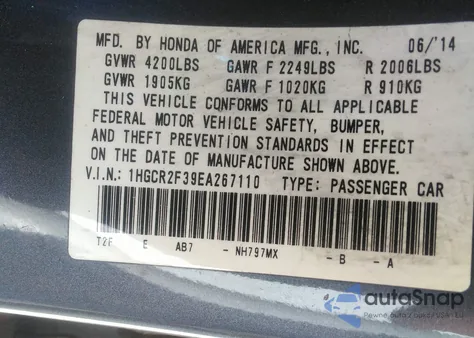 MFD. BY HONDA OF AMERICA MFG., INC. 06/'14
GVWR 4200LBS GAWR F 2249LBS R 2006LBS
GVWR 1905KG GAWR F 1020KG R 910KG
THIS VEHICLE CONFORMS TO ALL APPLICABLE
FEDERAL MOTOR VEHICLE SAFETY, BUMPER,
AND THEFT PREVENTION STANDARDS IN EFFECT
ON THE DATE OF MANUFACTURE SHOWN ABOVE.
V.I.N.: 1HGCR2F39EA267110 TYPE: PASSENGER CAR
T2F E AB7 - NH797MX - B - A
autoSnap